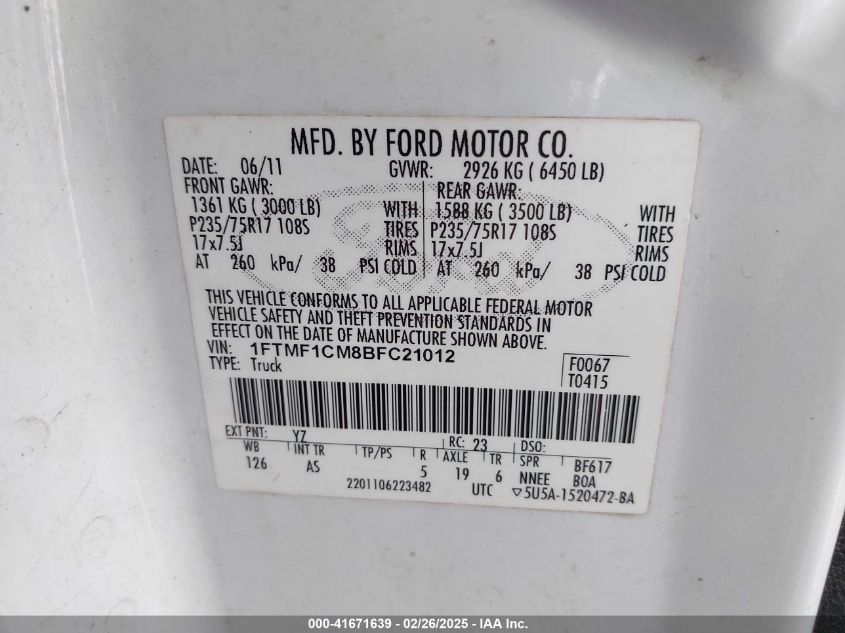 MFD. BY FORD MOTOR CO.
DATE: 06/11 GVWR: 2926 KG ( 6450 LB)
FRONT GAWR: REAR GAWR:
1361 KG ( 3000 LB) WITH 1588 KG ( 3500 LB) WITH
P235/75R17 108S TIRES P235/75R17 108S TIRES
17x7.5J RIMS 17x7.5J RIMS
AT 260 kPa/ 38 PSI COLD AT 260 kPa/ 38 PSI COLD
THIS VEHICLE CONFORMS TO ALL APPLICABLE FEDERAL MOTOR
VEHICLE SAFETY AND THEFT PREVENTION STANDARDS IN
EFFECT ON THE DATE OF MANUFACTURE SHOWN ABOVE.
VIN: 1FTMF1CM8BFC21012
TYPE: Truck
F0067
T0415
EXT PNT: YZ RC: 23 DSO:
WB INT TR TP/PS R AXLE TR SPR BF617
126 AS 5 19 6 NNEE BOA
2201106223482 UTC ▽5U5A-1520472-BA
000-41671639 - 02/26/2025 - IAA Inc.